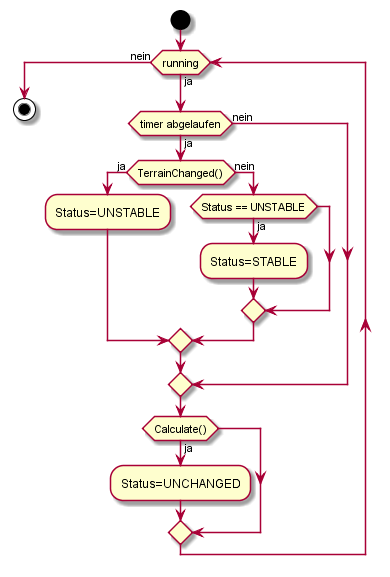 nein
running
ja
timer abgelaufen
nein
ja
ja
TerrainChanged()
nein
Status=UNSTABLE
Status == UNSTABLE
ja
Status=STABLE
Calculate()
ja
Status=UNCHANGED